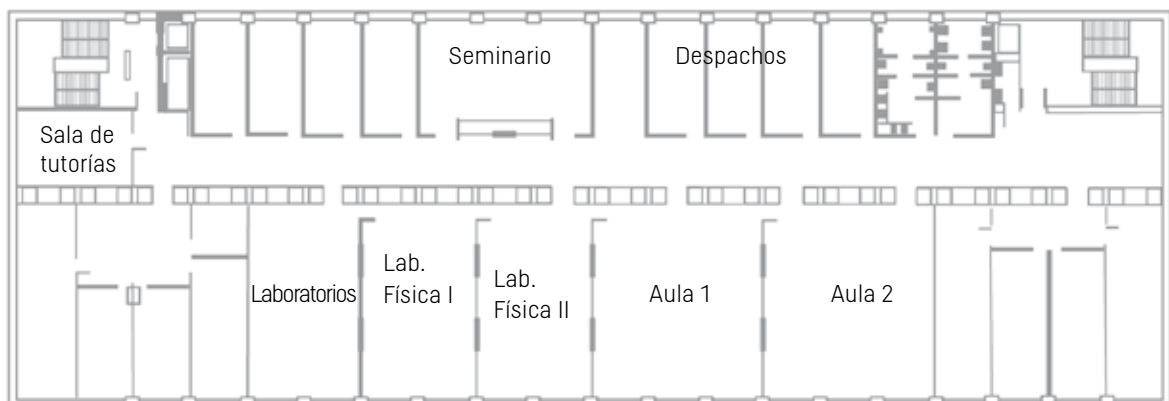 Seminario
Despachos
Sala de
tutorías
Laboratorios
Lab.
Física I
Lab.
Física II
Aula 1
Aula 2